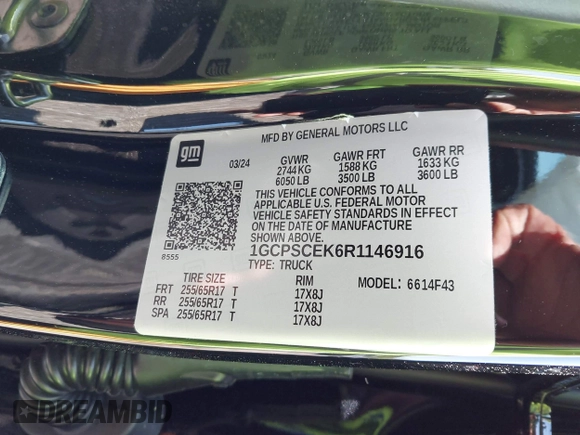 MFD BY GENERAL MOTORS LLC
gm
03/24
GVWR GAWR FRT GAWR RR
2744 KG 1588 KG 1633 KG
6050 LB 3500 LB 3600 LB
THIS VEHICLE CONFORMS TO ALL
APPLICABLE U.S. FEDERAL MOTOR
VEHICLE SAFETY STANDARDS IN EFFECT
ON THE DATE OF MANUFACTURE
SHOWN ABOVE.
8555
1GCPSCEK6R1146916
TYPE: TRUCK
TIRE SIZE RIM MODEL: 6614F43
FRT 255/65R17 T 17X8J
RR 255/65R17 T 17X8J
SPA 255/65R17 T 17X8J
DREAMBID